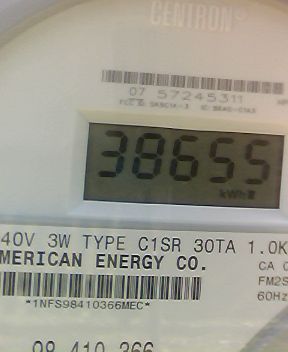 CENTRON®
07 57245311
38655
kWh
40V 3W TYPE C1SR 30TA 1.0K
MERICAN ENERGY CO.
CA 0
FM2S
60Hz
*1NFS98410366MEC*
98 410 366